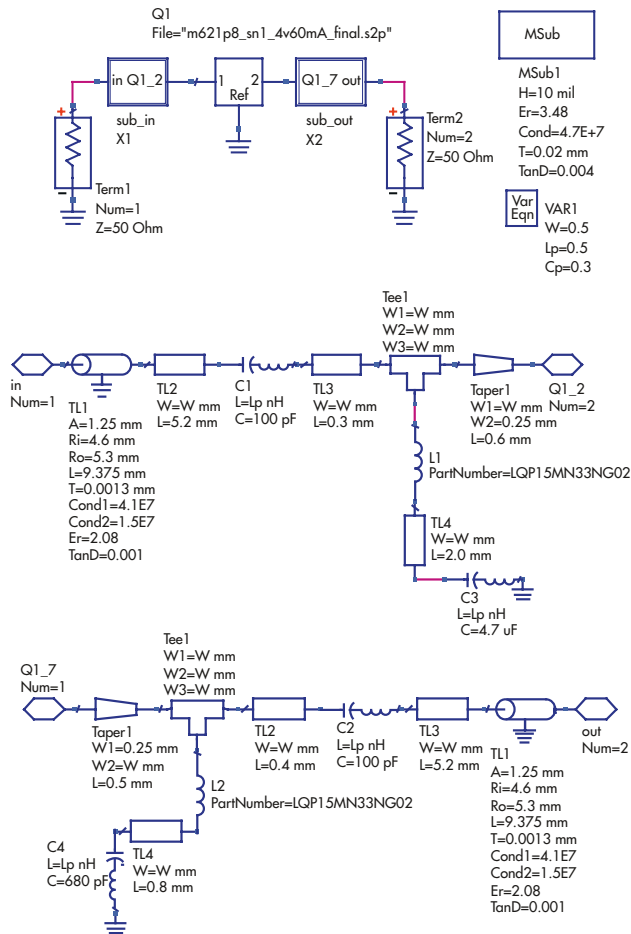 Q1
File="m621p8_sn1_4v60mA_final.s2p"
in Q1_2
1
2
Ref
Q1_7 out
MSub
sub_in
X1
sub_out
X2
+
-
Term1
Num=1
Z=50 Ohm
+
-
Term2
Num=2
Z=50 Ohm
MSub1
H=10 mil
Er=3.48
Cond=4.7E+7
T=0.02 mm
TanD=0.004
Var
Eqn
VAR1
W=0.5
Lp=0.5
Cp=0.3
Tee1
W1=W mm
W2=W mm
W3=W mm
in
Num=1
TL1
A=1.25 mm
Ri=4.6 mm
Ro=5.3 mm
L=9.375 mm
T=0.0013 mm
Cond1=4.1E7
Cond2=1.5E7
Er=2.08
TanD=0.001
TL2
W=W mm
L=5.2 mm
C1
L=Lp nH
C=100 pF
TL3
W=W mm
L=0.3 mm
Taper1
W1=W mm
W2=0.25 mm
L=0.6 mm
Q1_2
Num=2
L1
PartNumber=LQP15MN33NG02
TL4
W=W mm
L=2.0 mm
C3
L=Lp nH
C=4.7 uF
Tee1
W1=W mm
W2=W mm
W3=W mm
Q1_7
Num=1
Taper1
W1=0.25 mm
W2=W mm
L=0.5 mm
TL2
W=W mm
L=0.4 mm
C2
L=Lp nH
C=100 pF
TL3
W=W mm
L=5.2 mm
TL1
A=1.25 mm
Ri=4.6 mm
Ro=5.3 mm
L=9.375 mm
T=0.0013 mm
Cond1=4.1E7
Cond2=1.5E7
Er=2.08
TanD=0.001
out
Num=2
L2
PartNumber=LQP15MN33NG02
C4
L=Lp nH
C=680 pF
TL4
W=W mm
L=0.8 mm